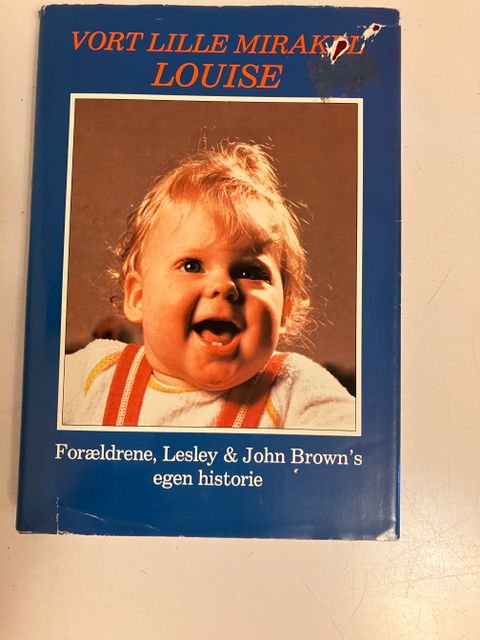 VORT LILLE MIRAKEL
LOUISE
Forældrene, Lesley & John Brown's
egen historie